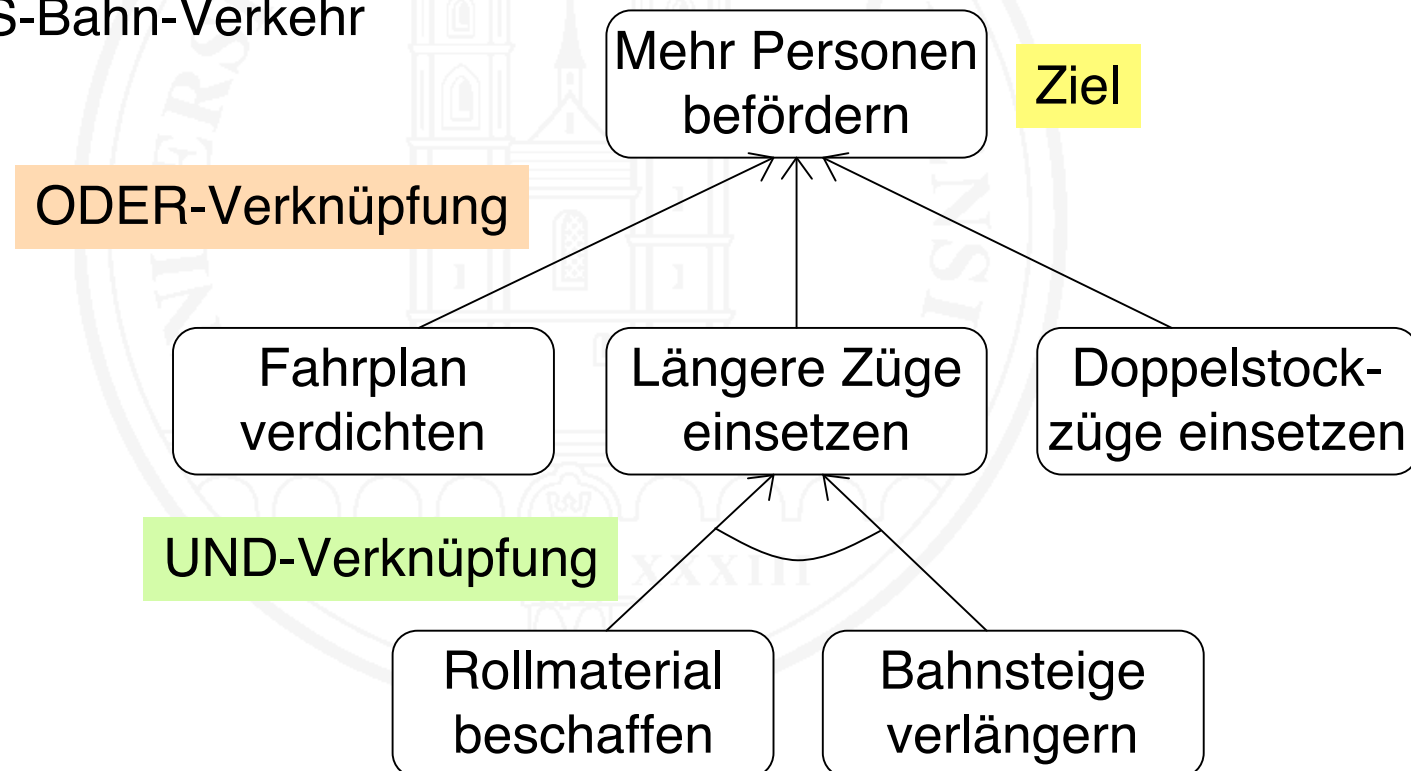 S-Bahn-Verkehr
Mehr Personen
befördern
Ziel
ODER-Verknüpfung
Fahrplan
verdichten
Längere Züge
einsetzen
Doppelstock-
züge einsetzen
UND-Verknüpfung
XXXIII
Rollmaterial
beschaffen
Bahnsteige
verlängern